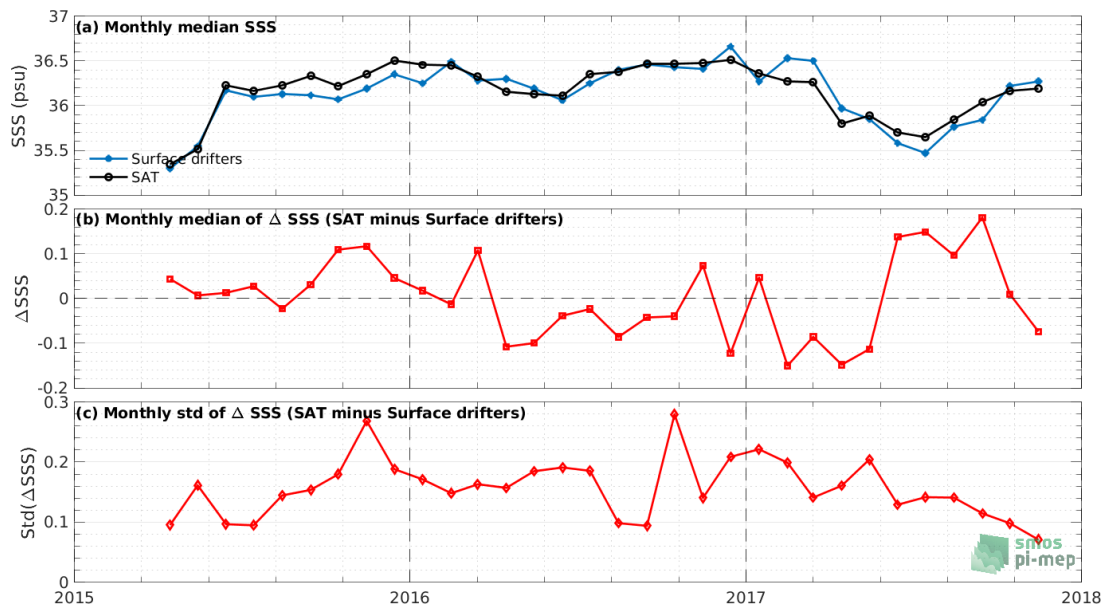 (a) Monthly median SSS
SSS (psu)
37
36.5
36
35.5
35
Surface drifters
SAT
(b) Monthly median of Δ SSS (SAT minus Surface drifters)
ΔSSS
0.2
0.1
0
-0.1
-0.2
(c) Monthly std of Δ SSS (SAT minus Surface drifters)
Std(ΔSSS)
0.3
0.2
0.1
0
2015
2016
2017
2018
smos
pi-mep